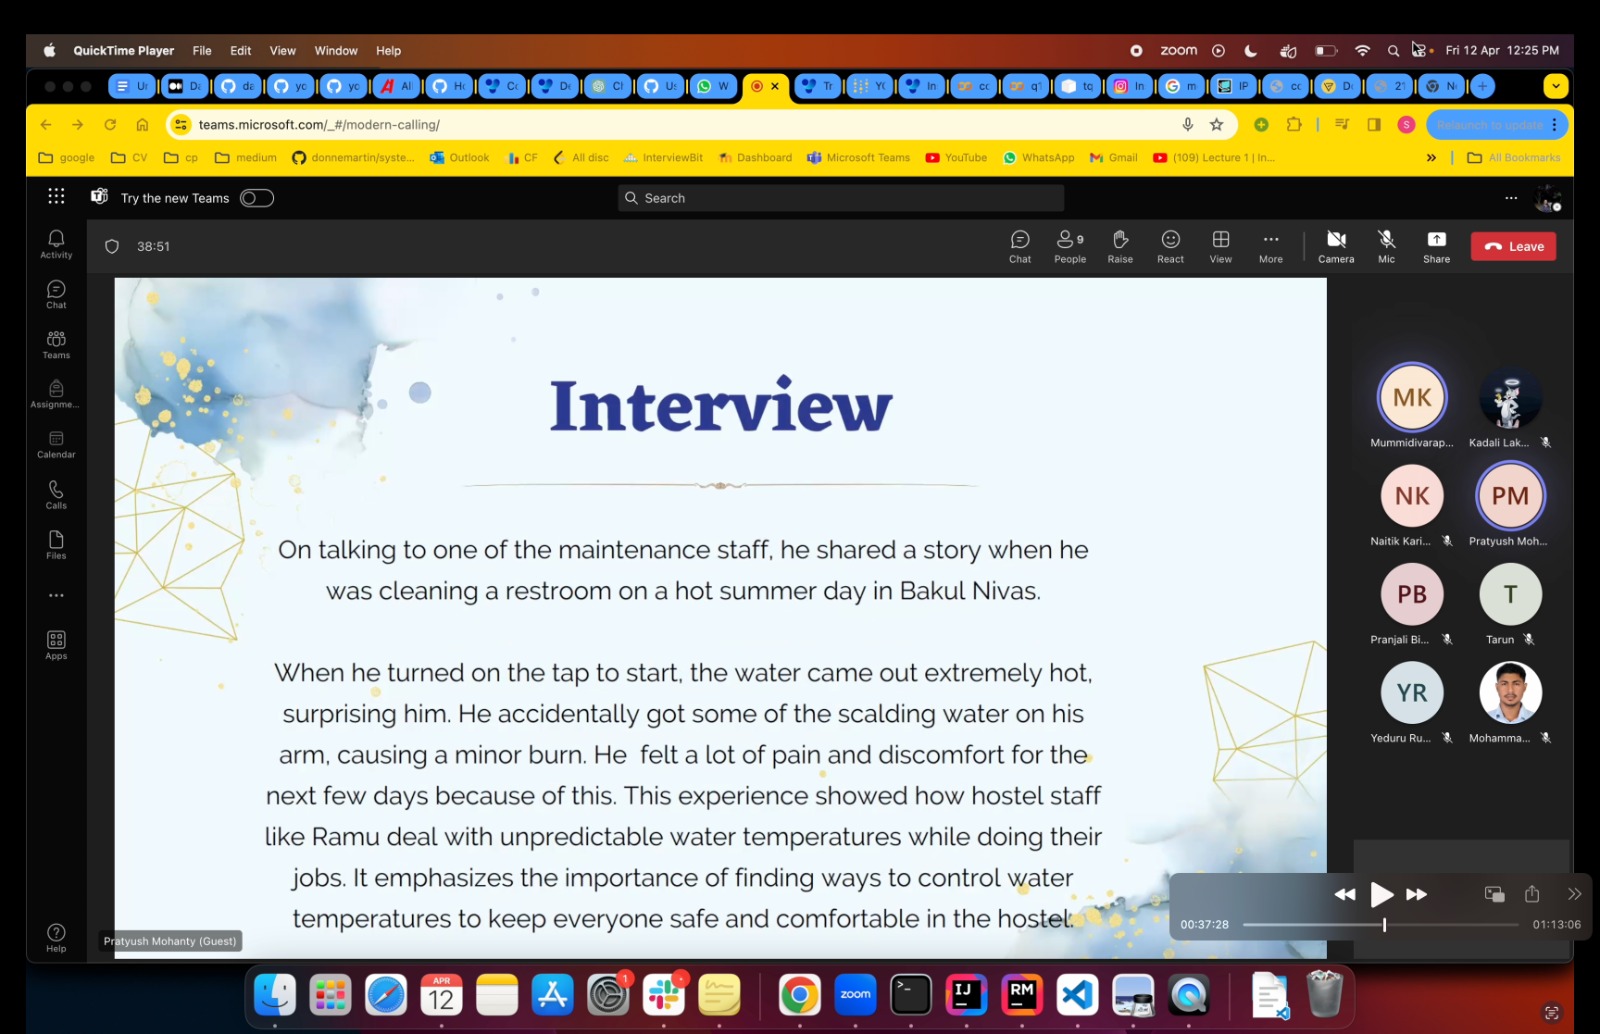 QuickTime Player File Edit View Window Help
zoom Fri 12 Apr 12:25 PM
teams.microsoft.com/_#/modern-calling/
Relaunch to update
google CV cp medium donnemartin/syste... Outlook CF All disc InterviewBit Dashboard Microsoft Teams YouTube WhatsApp Gmail (109) Lecture 1 | In... » All Bookmarks
Try the new Teams
Search
38:51
9
Chat People Raise React View More Camera Mic Share Leave
Activity
Chat
Teams
Assignme...
Calendar
Calls
Files
Apps
Help
Interview
On talking to one of the maintenance staff, he shared a story when he
was cleaning a restroom on a hot summer day in Bakul Nivas.
When he turned on the tap to start, the water came out extremely hot,
surprising him. He accidentally got some of the scalding water on his
arm, causing a minor burn. He felt a lot of pain and discomfort for the
next few days because of this. This experience showed how hostel staff
like Ramu deal with unpredictable water temperatures while doing their
jobs. It emphasizes the importance of finding ways to control water
temperatures to keep everyone safe and comfortable in the hostel.
Pratyush Mohanty (Guest)
MK
Mummidivarap... Kadali Lak...
NK PM
Naitik Kari... Pratyush Moh...
PB T
Pranjali Bi... Tarun
YR
Yeduru Ru... Mohamma...
00:37:28 01:13:06
APR
12
1
zoom
IJ
RM